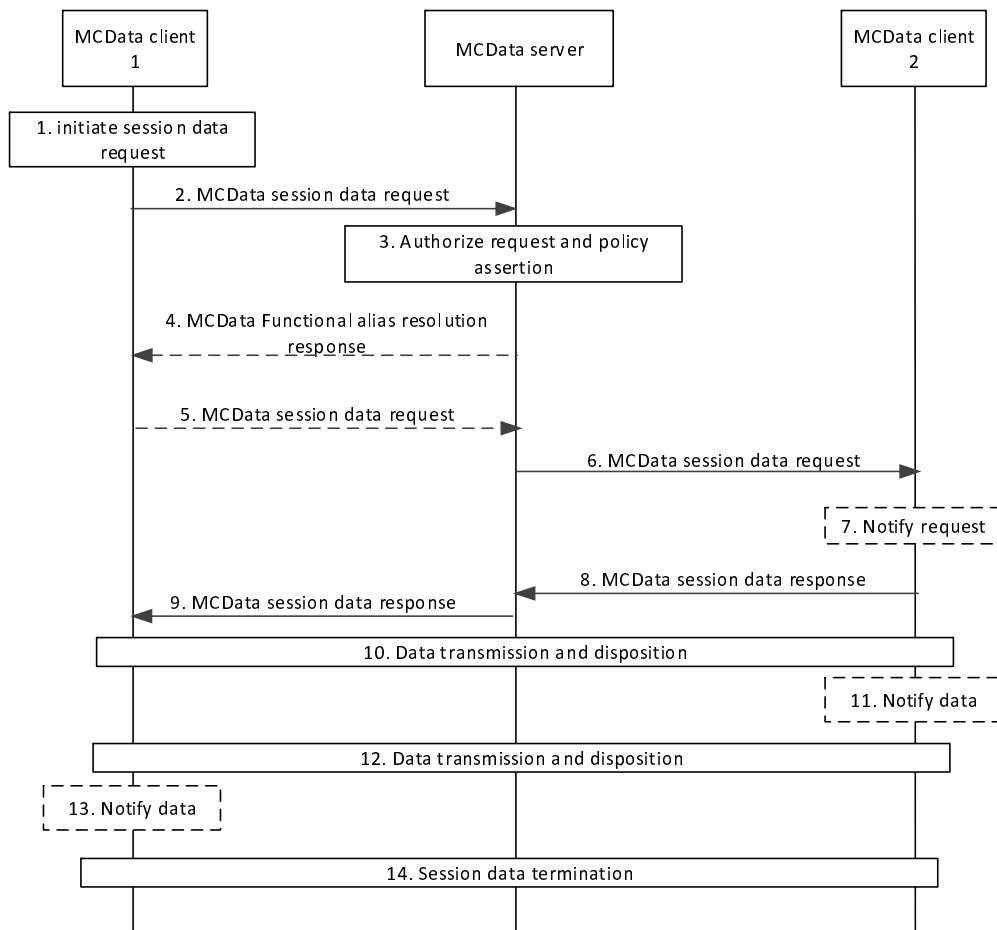 MCData client
1
MCData server
MCData client
2
1. initiate session data
request
2. MCData session data request
3. Authorize request and policy
assertion
4. MCData Functional alias resolution
response
5. MCData session data request
6. MCData session data request
7. Notify request
8. MCData session data response
9. MCData session data response
10. Data transmission and disposition
11. Notify data
12. Data transmission and disposition
13. Notify data
14. Session data termination